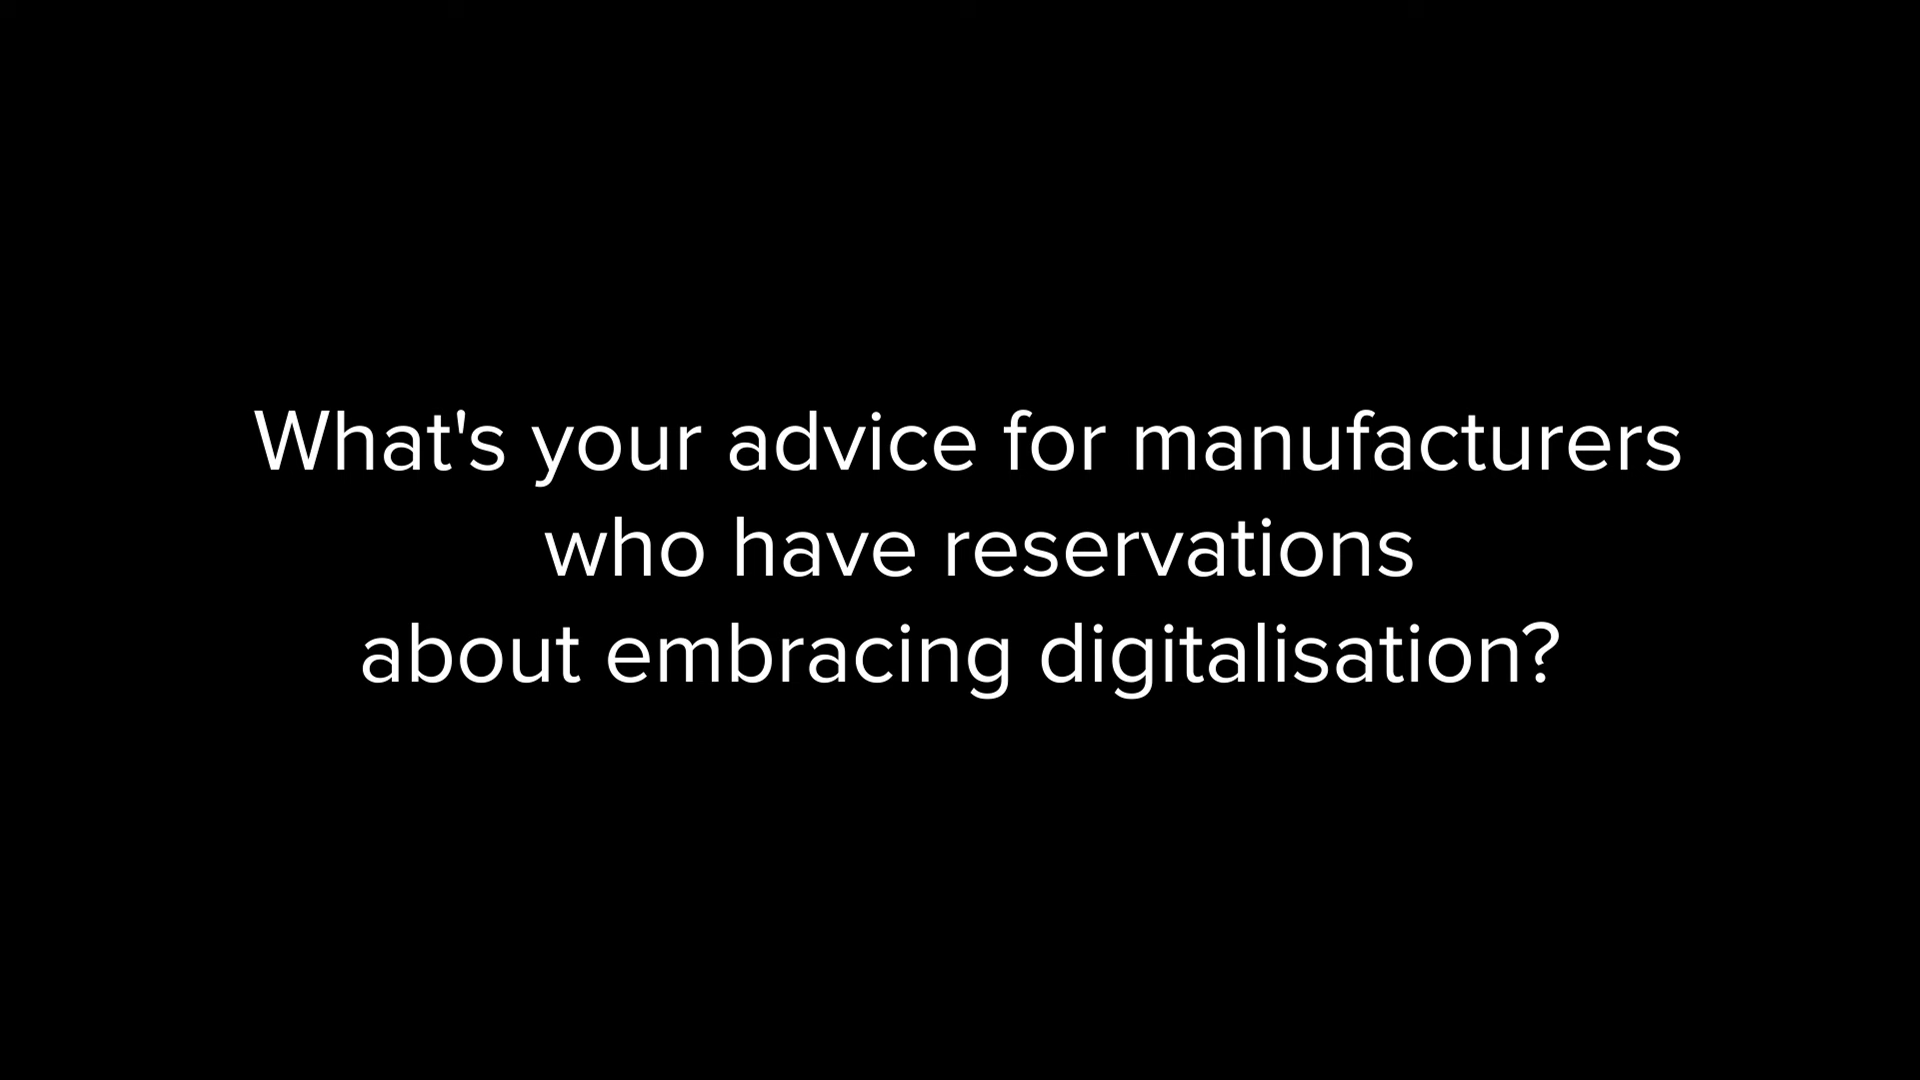 What's your advice for manufacturers
who have reservations
about embracing digitalisation?